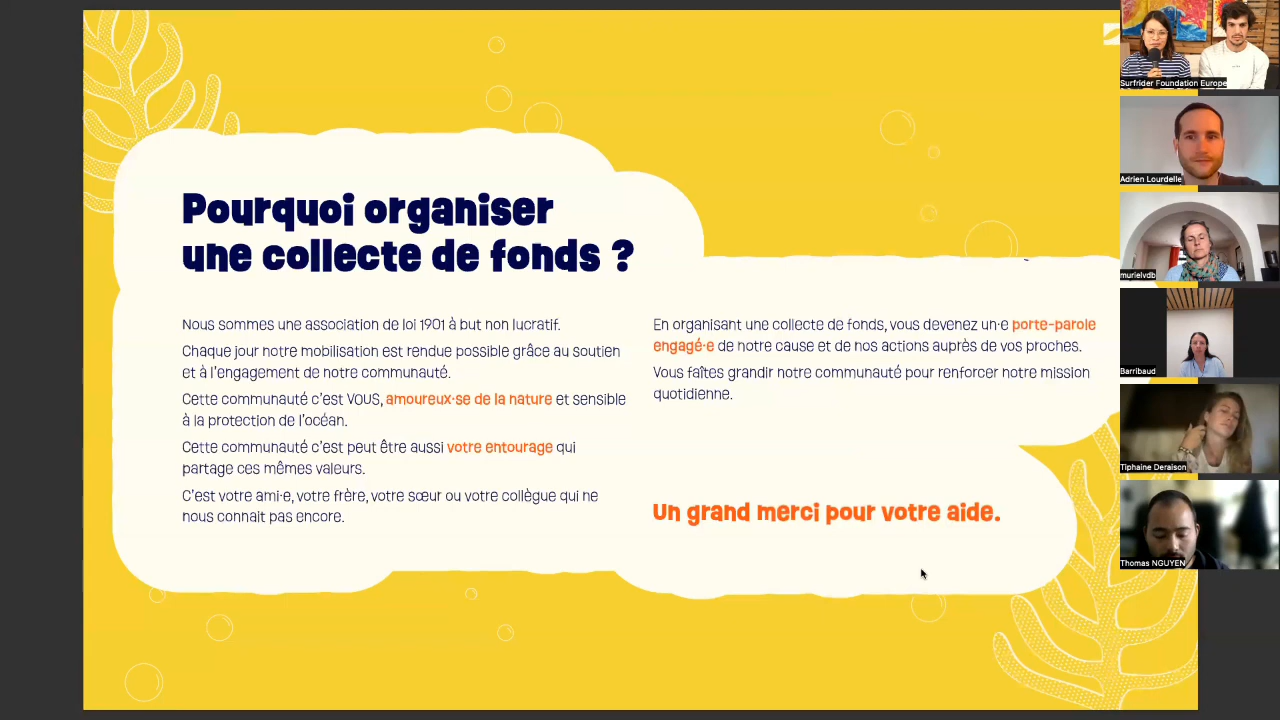 Pourquoi organiser
une collecte de fonds ?
Nous sommes une association de loi 1901 à but non lucratif.
Chaque jour notre mobilisation est rendue possible grâce au soutien
et à l'engagement de notre communauté.
Cette communauté c'est VOUS, amoureux·se de la nature et sensible
à la protection de l'océan.
Cette communauté c'est peut être aussi votre entourage qui
partage ces mêmes valeurs.
C'est votre ami·e, votre frère, votre sœur ou votre collègue qui ne
nous connait pas encore.
En organisant une collecte de fonds, vous devenez un·e porte-parole
engagé·e de notre cause et de nos actions auprès de vos proches.
Vous faîtes grandir notre communauté pour renforcer notre mission
quotidienne.
Un grand merci pour votre aide.
Surfrider Foundation Europe
Adrien Lourdelle
murielvdb
Barribaud
Tiphaine Deraison
Thomas NGUYEN